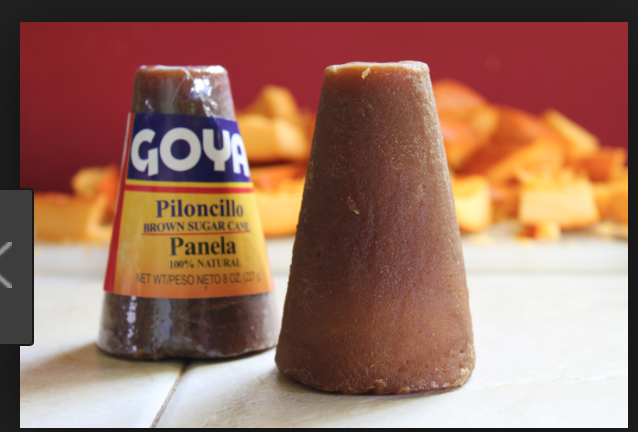 GOYA
Piloncillo
BROWN SUGAR CANE
Panela
100% NATURAL
NET WT/PESO NETO 8 OZ.